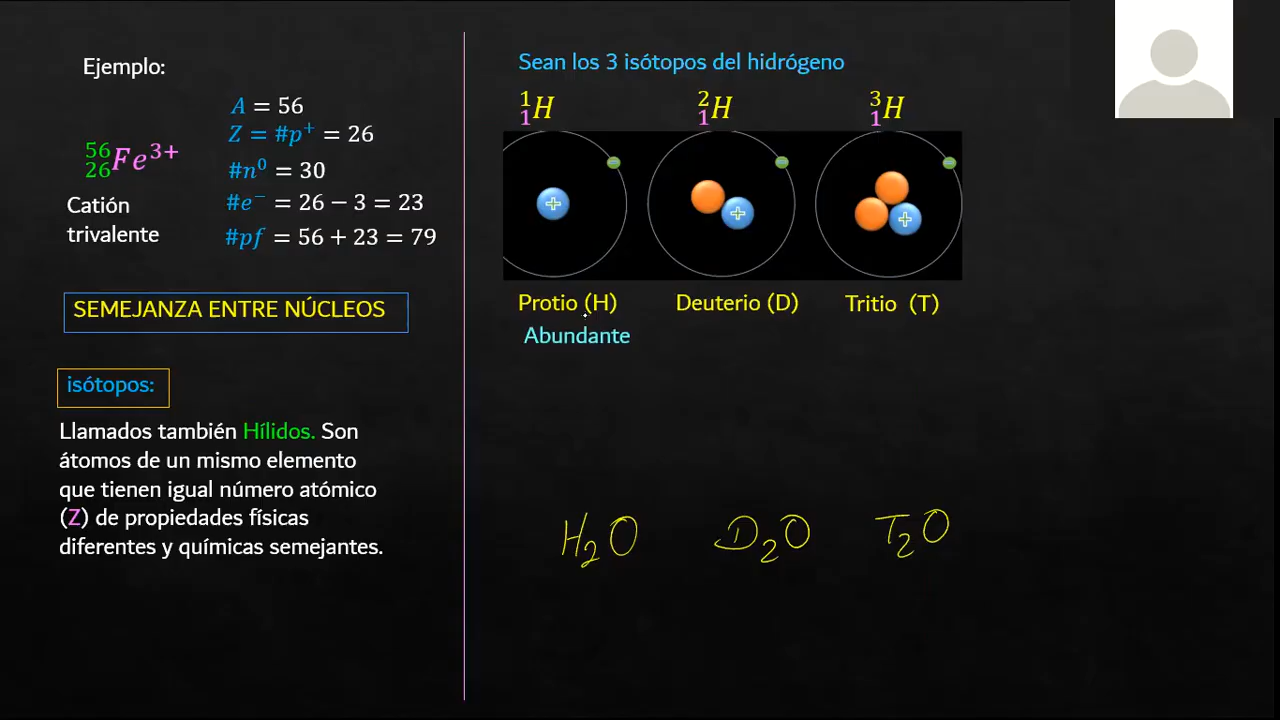 Ejemplo:
⁵⁶₂₆Fe³⁺
Catión
trivalente
A = 56
Z = #p⁺ = 26
#n⁰ = 30
#e⁻ = 26 − 3 = 23
#pf = 56 + 23 = 79
SEMEJANZA ENTRE NÚCLEOS
isótopos:
Llamados también Hílidos. Son
átomos de un mismo elemento
que tienen igual número atómico
(Z) de propiedades físicas
diferentes y químicas semejantes.
Sean los 3 isótopos del hidrógeno
¹₁H ²₁H ³₁H
Protio (H) Deuterio (D) Tritio (T)
Abundante
H₂O D₂O T₂O